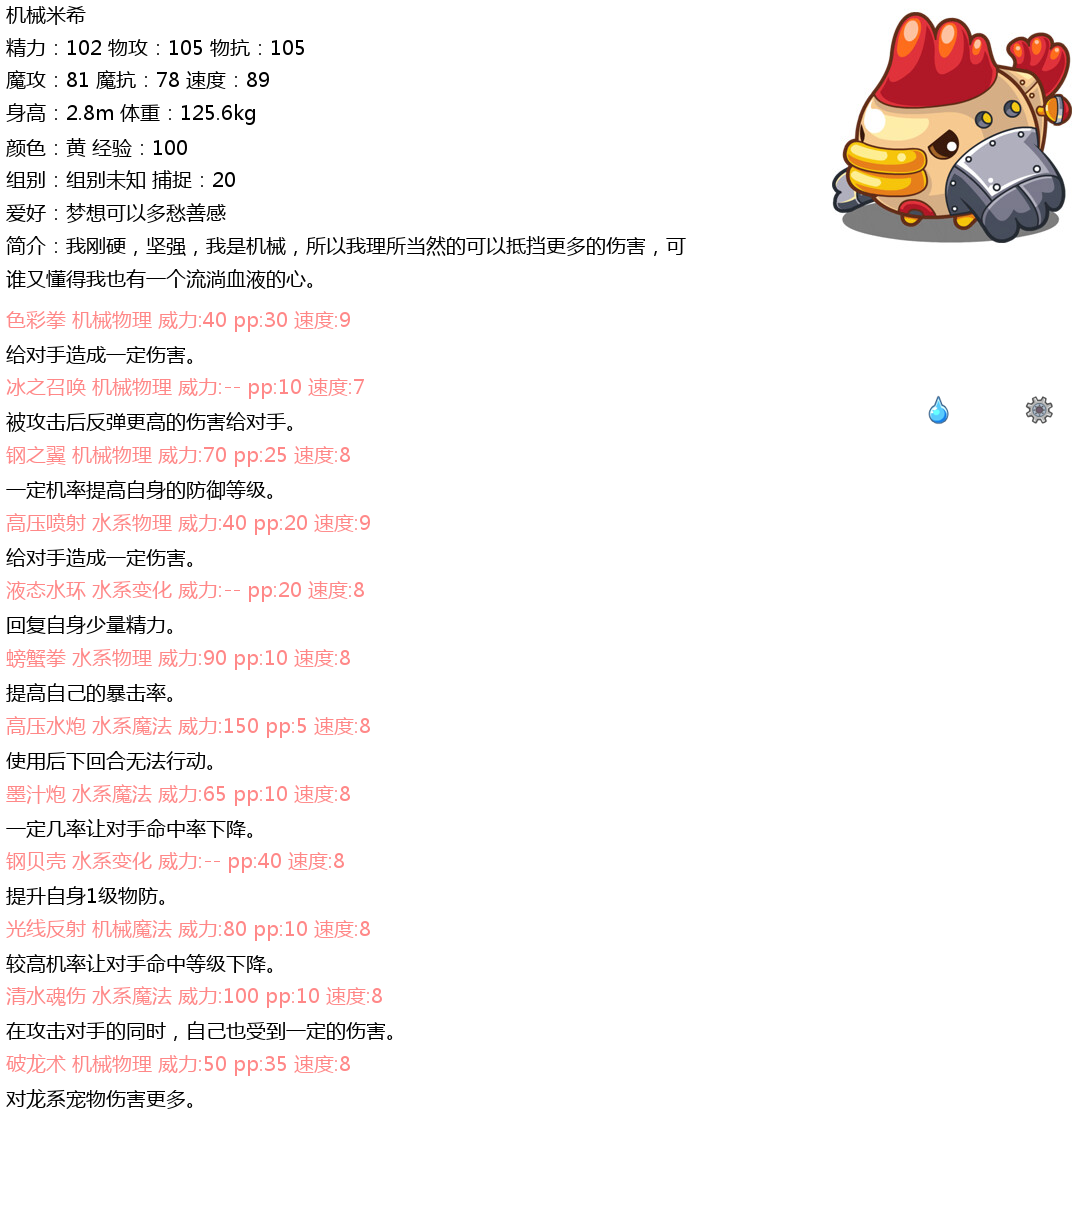 机械米希
精力：102 物攻：105 物抗：105
魔攻：81 魔抗：78 速度：89
身高：2.8m 体重：125.6kg
颜色：黄 经验：100
组别：组别未知 捕捉：20
爱好：梦想可以多愁善感
简介：我刚硬，坚强，我是机械，所以我理所当然的可以抵挡更多的伤害，可
谁又懂得我也有一个流淌血液的心。
色彩拳 机械物理 威力:40 pp:30 速度:9
给对手造成一定伤害。
冰之召唤 机械物理 威力:-- pp:10 速度:7
被攻击后反弹更高的伤害给对手。
钢之翼 机械物理 威力:70 pp:25 速度:8
一定机率提高自身的防御等级。
高压喷射 水系物理 威力:40 pp:20 速度:9
给对手造成一定伤害。
液态水环 水系变化 威力:-- pp:20 速度:8
回复自身少量精力。
螃蟹拳 水系物理 威力:90 pp:10 速度:8
提高自己的暴击率。
高压水炮 水系魔法 威力:150 pp:5 速度:8
使用后下回合无法行动。
墨汁炮 水系魔法 威力:65 pp:10 速度:8
一定几率让对手命中率下降。
钢贝壳 水系变化 威力:-- pp:40 速度:8
提升自身1级物防。
光线反射 机械魔法 威力:80 pp:10 速度:8
较高机率让对手命中等级下降。
清水魂伤 水系魔法 威力:100 pp:10 速度:8
在攻击对手的同时，自己也受到一定的伤害。
破龙术 机械物理 威力:50 pp:35 速度:8
对龙系宠物伤害更多。